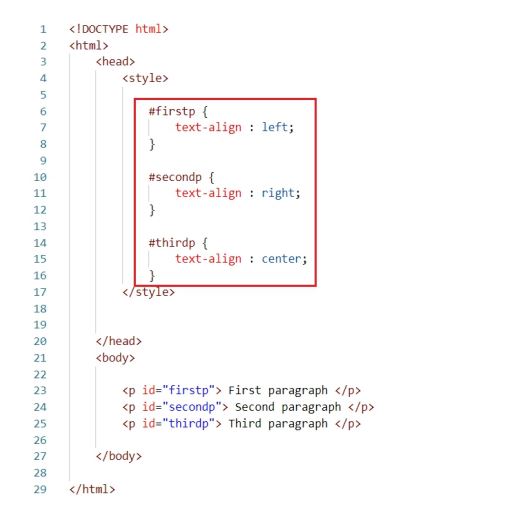 1 <!DOCTYPE html>
2 <html>
3 <head>
4 <style>
5
6 #firstp {
7 text-align : left;
8 }
9
10 #secondp {
11 text-align : right;
12 }
13
14 #thirdp {
15 text-align : center;
16 }
17 </style>
18
19
20 </head>
21 <body>
22
23 <p id="firstp"> First paragraph </p>
24 <p id="secondp"> Second paragraph </p>
25 <p id="thirdp"> Third paragraph </p>
26
27 </body>
28
29 </html>